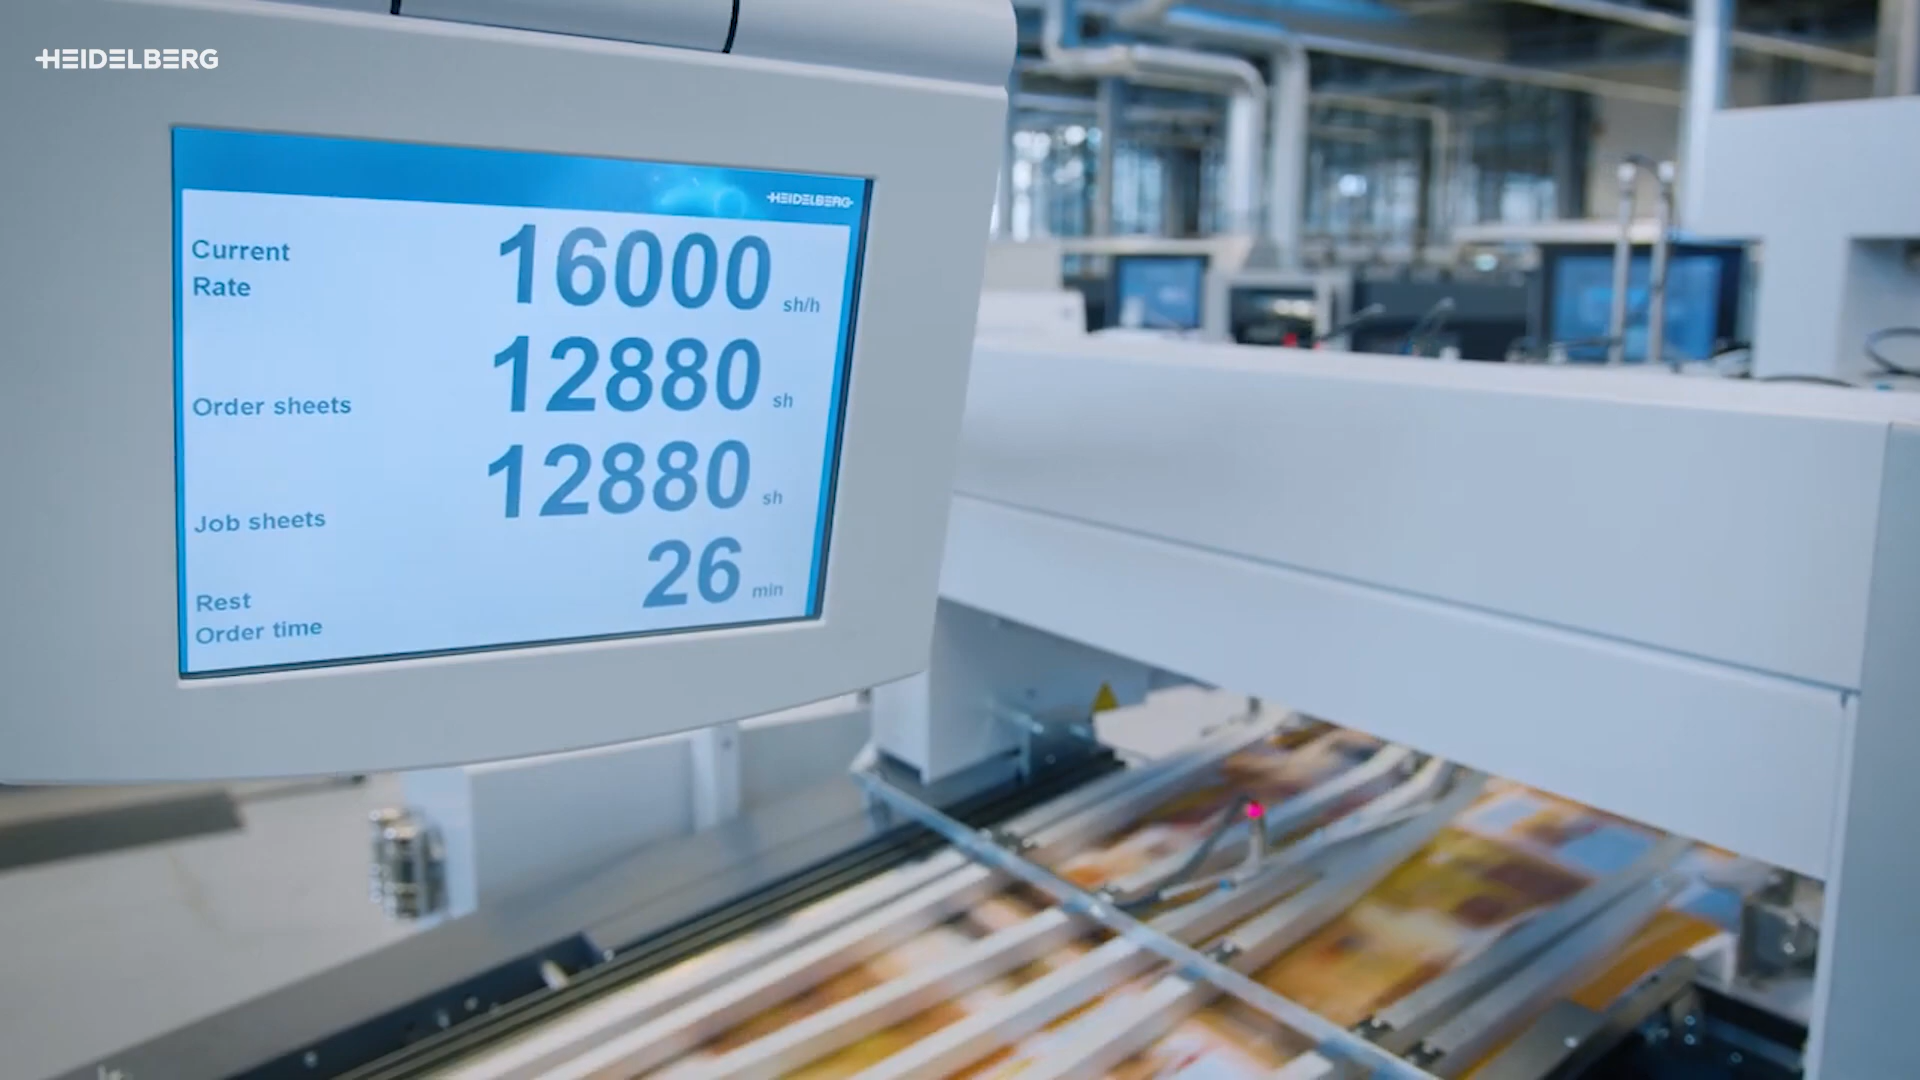 HEIDELBERG
HEIDELBERG
Current
Rate
16000 sh/h
Order sheets 12880 sh
Job sheets 12880 sh
Rest
Order time
26 min